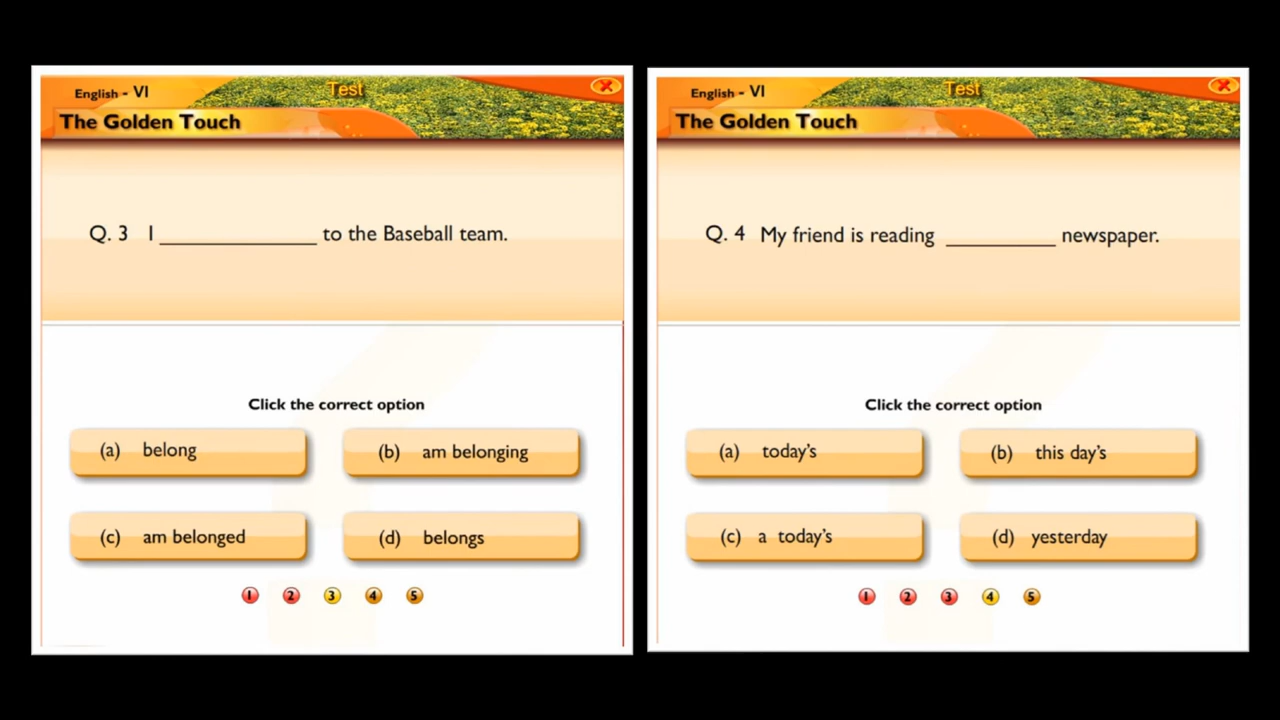 English - VI
Test
The Golden Touch
Q. 3 I ______________ to the Baseball team.
Click the correct option
(a) belong
(b) am belonging
(c) am belonged
(d) belongs
1 2 3 4 5
English - VI
Test
The Golden Touch
Q. 4 My friend is reading __________ newspaper.
Click the correct option
(a) today's
(b) this day's
(c) a today's
(d) yesterday
1 2 3 4 5